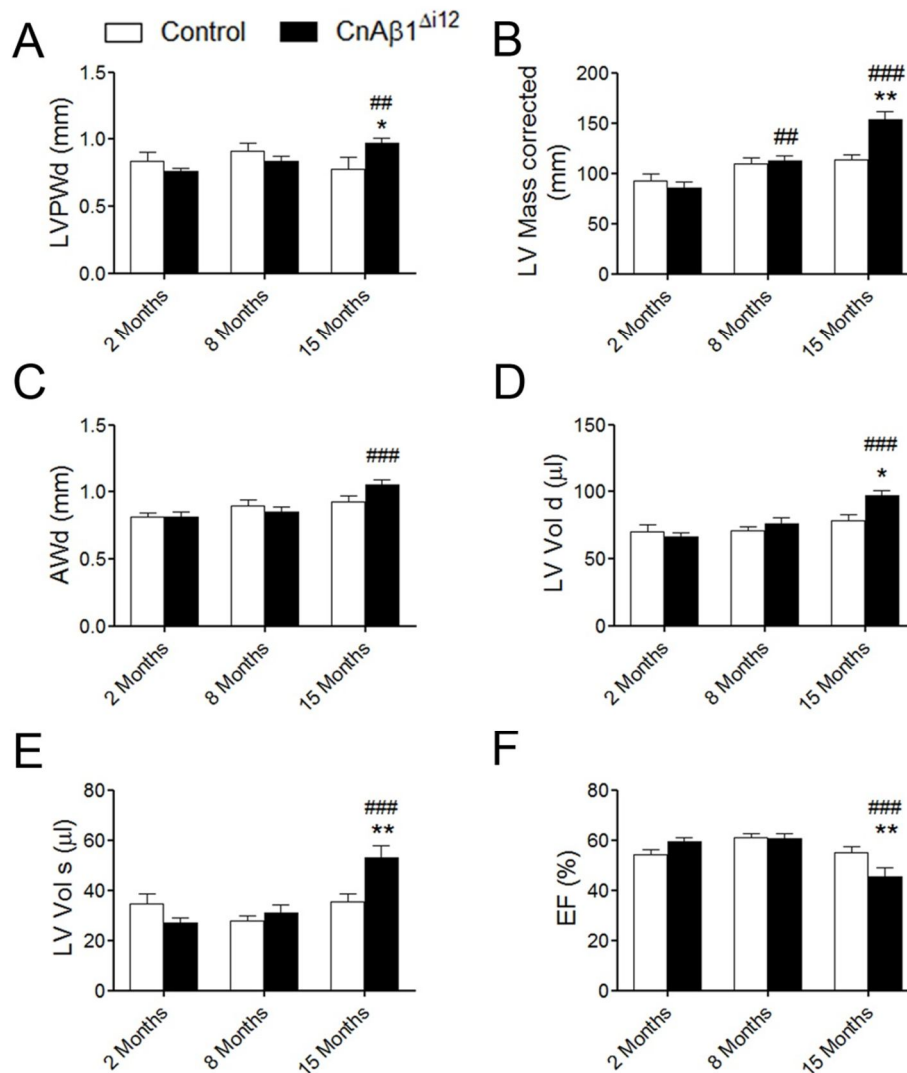 Control CnAβ1Δi12
A
LVPWd (mm)
1.5
1.0
0.5
0.0
##
*
2 Months
8 Months
15 Months
B
LV Mass corrected
(mm)
200
150
100
50
0
##
###
**
2 Months
8 Months
15 Months
C
AWd (mm)
1.5
1.0
0.5
0.0
###
2 Months
8 Months
15 Months
D
LV Vol d (µl)
150
100
50
0
###
*
2 Months
8 Months
15 Months
E
LV Vol s (µl)
80
60
40
20
0
###
**
2 Months
8 Months
15 Months
F
EF (%)
80
60
40
20
0
###
**
2 Months
8 Months
15 Months